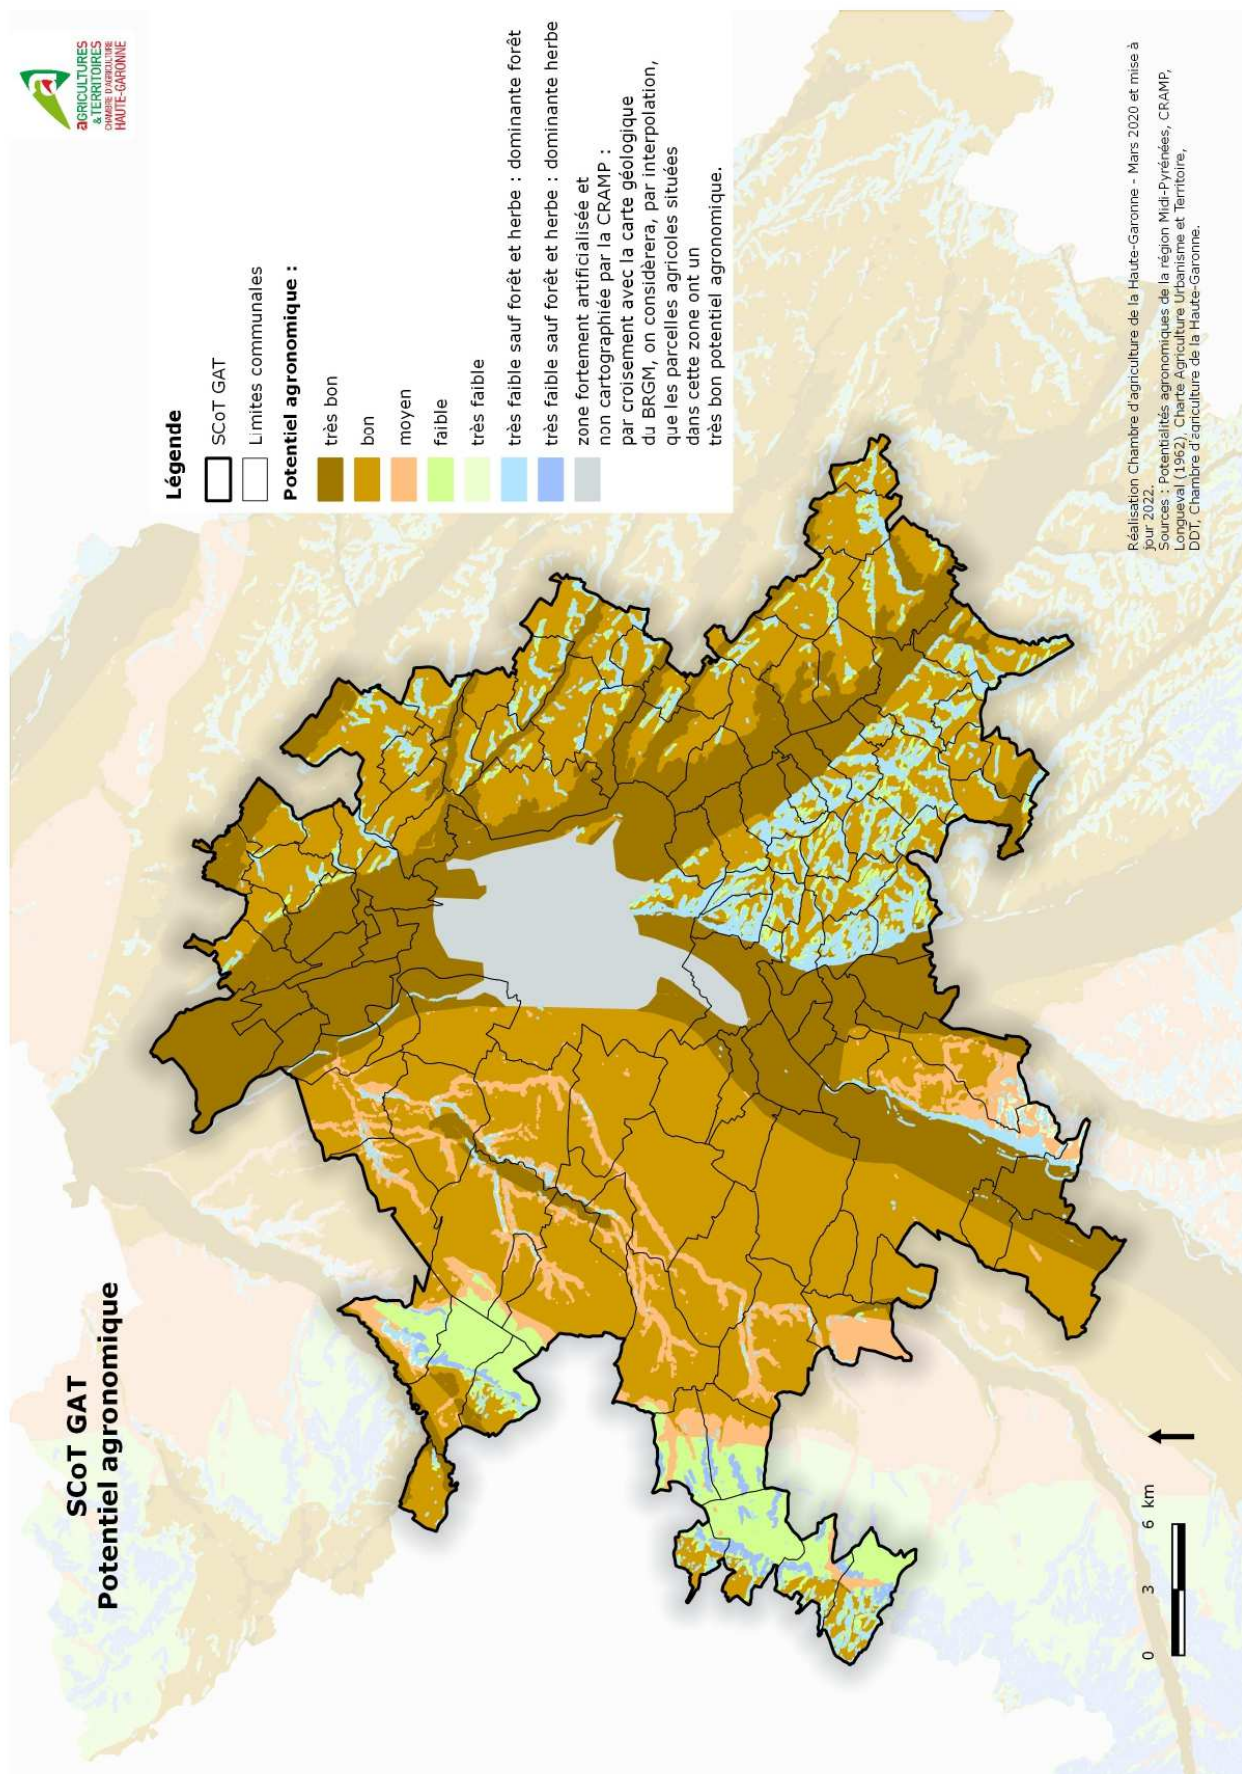 SCoT GAT
Potentiel agronomique
aGRICULTURES
& TERRITOIRES
CHAMBRE D'AGRICULTURE
HAUTE-GARONNE
Légende
SCoT GAT
Limites communales
Potentiel agronomique :
très bon
bon
moyen
faible
très faible
très faible sauf forêt et herbe : dominante forêt
très faible sauf forêt et herbe : dominante herbe
zone fortement artificialisée et
non cartographiée par la CRAMP :
par croisement avec la carte géologique
du BRGM, on considèrera, par interpolation,
que les parcelles agricoles situées
dans cette zone ont un
très bon potentiel agronomique.
0 3 6 km
Réalisation Chambre d'agriculture de la Haute-Garonne - Mars 2020 et mise à
jour 2022.
Sources : Potentialités agronomiques de la région Midi-Pyrénées, CRAMP,
Longueval (1962), Charte Agriculture Urbanisme et Territoire,
DDT, Chambre d'agriculture de la Haute-Garonne.